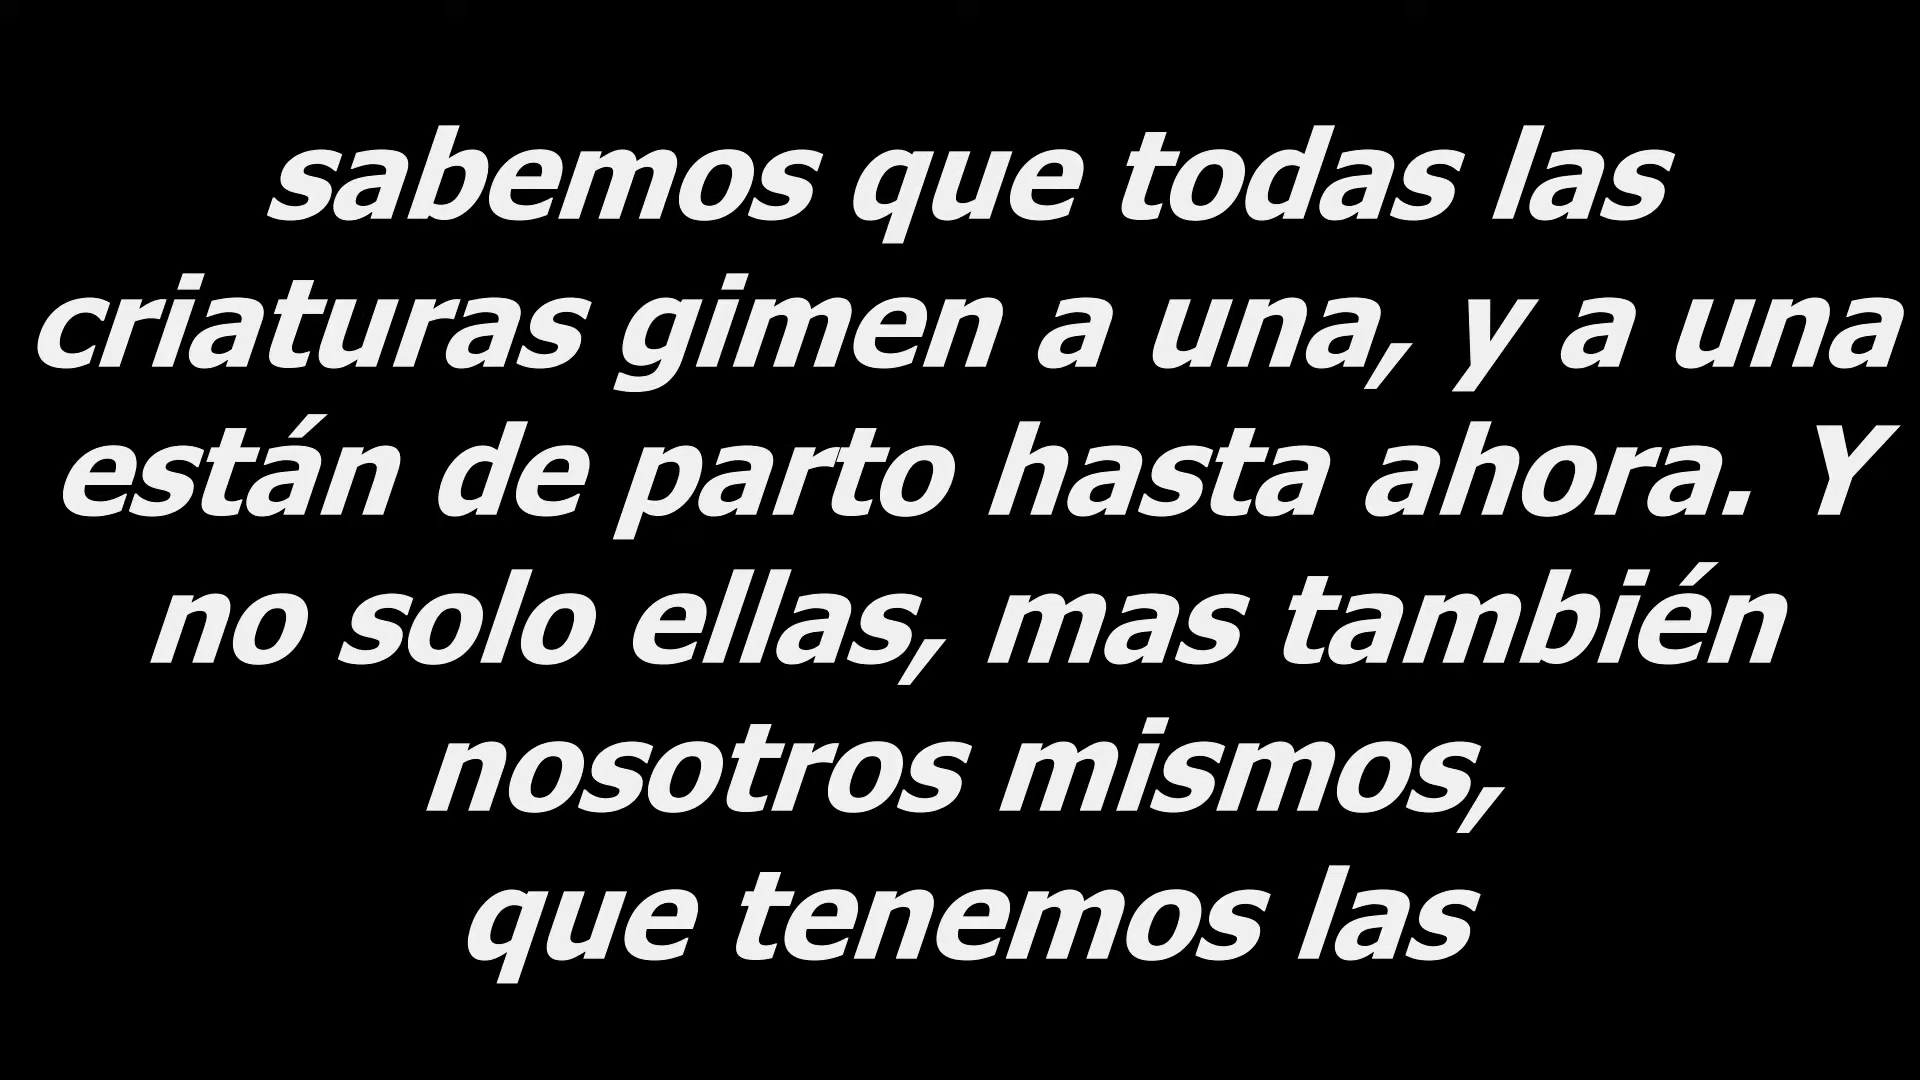 sabemos que todas las
criaturas gimen a una, y a una
están de parto hasta ahora. Y
no solo ellas, mas también
nosotros mismos,
que tenemos las